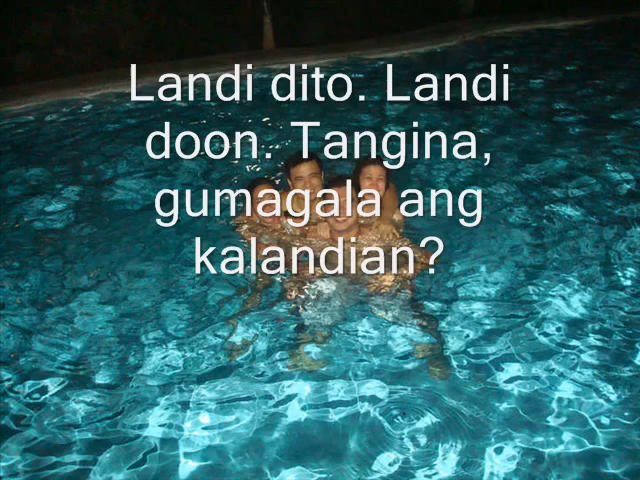 Landi dito. Landi
doon. Tangina,
gumagala ang
kalandian?